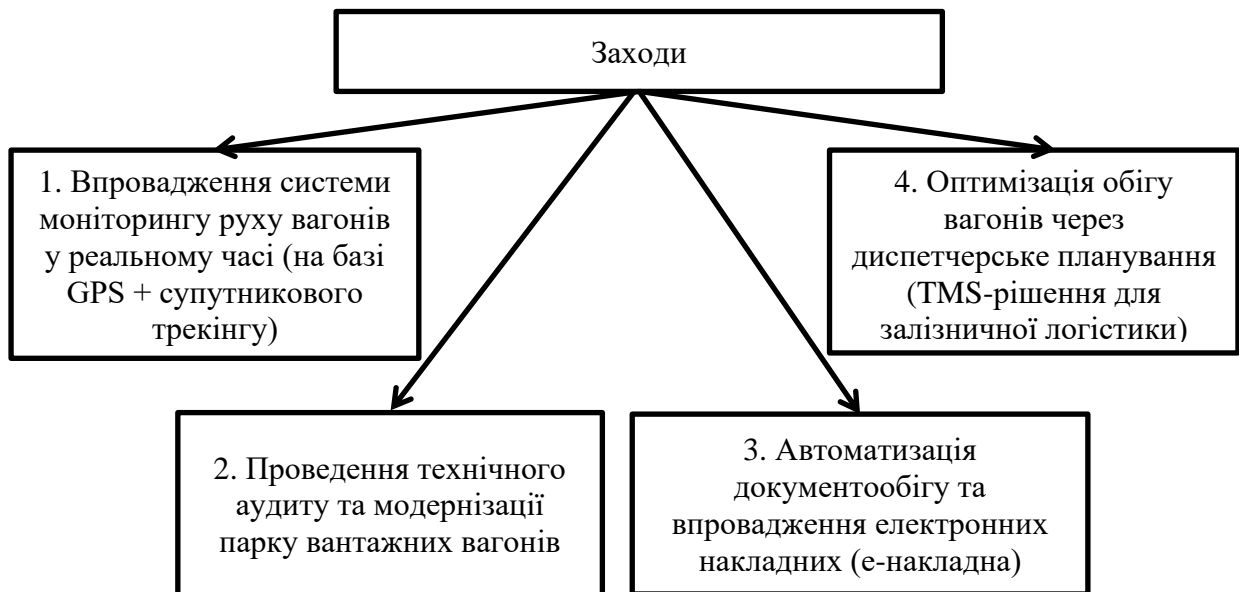 Заходи
1. Впровадження системи
моніторингу руху вагонів
у реальному часі (на базі
GPS + супутникового
трекінгу)
4. Оптимізація обігу
вагонів через
диспетчерське планування
(TMS-рішення для
залізничної логістики)
2. Проведення технічного
аудиту та модернізації
парку вантажних вагонів
3. Автоматизація
документообігу та
впровадження електронних
накладних (е-накладна)